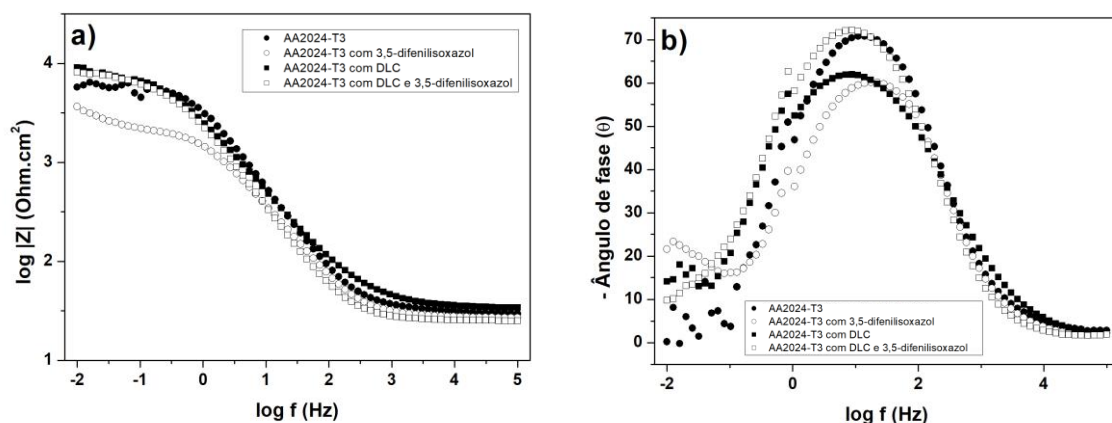 a)
AA2024-T3
AA2024-T3 com 3,5-difenilisoxazol
AA2024-T3 com DLC
AA2024-T3 com DLC e 3,5-difenilisoxazol
log |Z| (Ohm.cm²)
4
3
2
1
-2 -1 0 1 2 3 4 5
log f (Hz)
b)
- Ângulo de fase (θ)
70
60
50
40
30
20
10
0
AA2024-T3
AA2024-T3 com 3,5-difenilisoxazol
AA2024-T3 com DLC
AA2024-T3 com DLC e 3,5-difenilisoxazol
-2 0 2 4
log f (Hz)